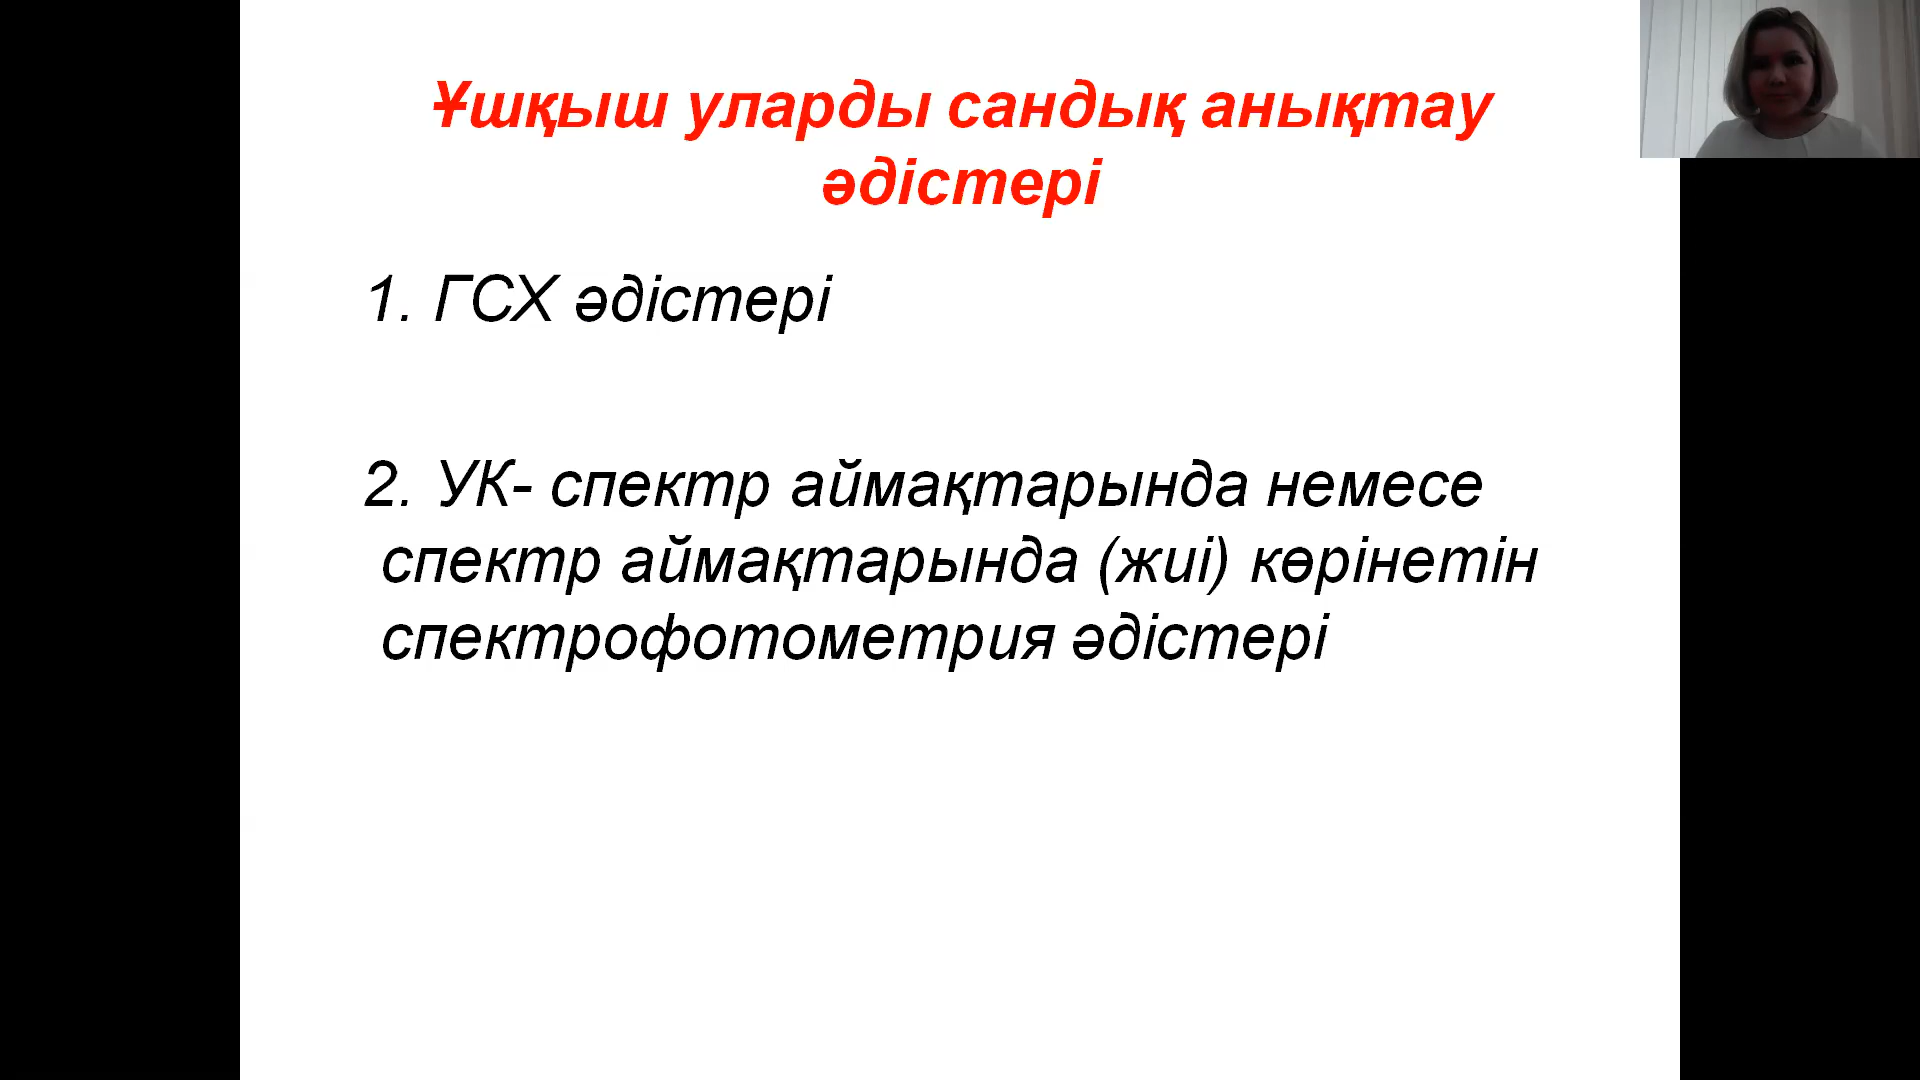 Ұшқыш уларды сандық анықтау
әдістері
1. ГСХ әдістері
2. УК- спектр аймақтарында немесе
спектр аймақтарында (жиі) көрінетін
спектрофотометрия әдістері